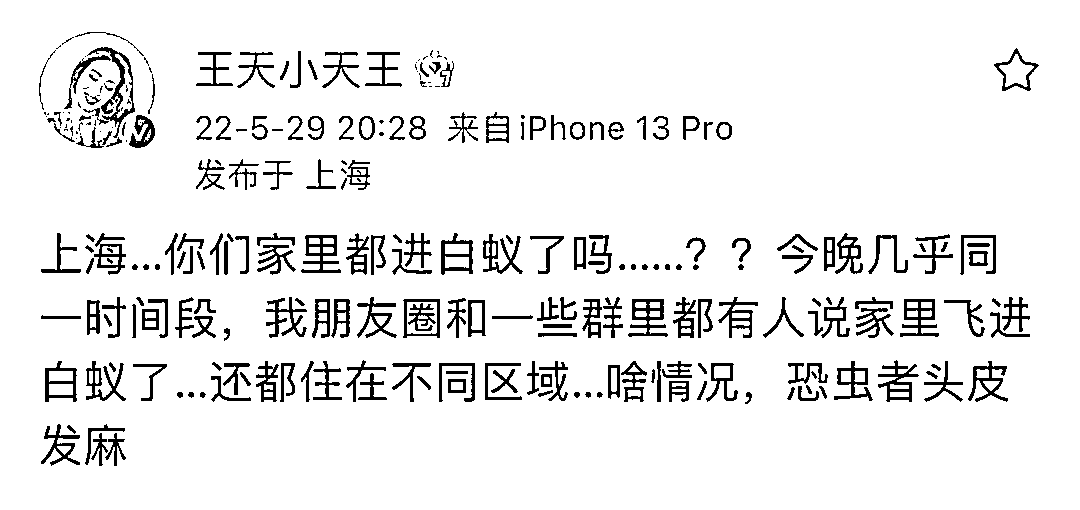 王天小天王
22-5-29 20:28 来自iPhone 13 Pro
发布于 上海
上海...你们家里都进白蚁了吗......？？今晚几乎同
一时间段，我朋友圈和一些群里都有人说家里飞进
白蚁了...还都住在不同区域...啥情况，恐虫者头皮
发麻